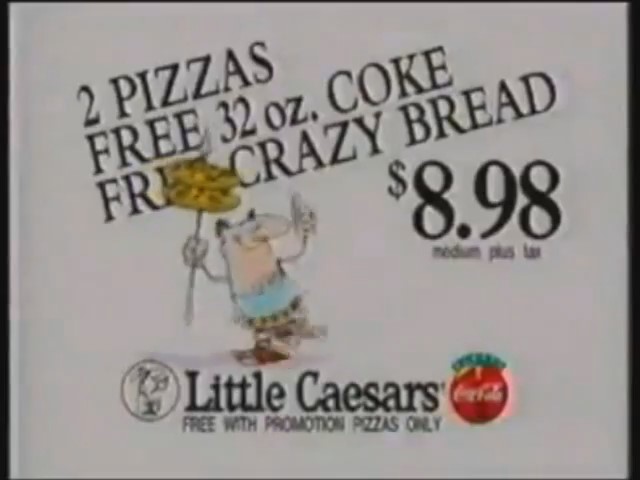 2 PIZZAS
FREE 32 oz. COKE
FR CRAZY BREAD
$8.98
medium plus tax
Little Caesars
Coca-Cola
FREE WITH PROMOTION PIZZAS ONLY